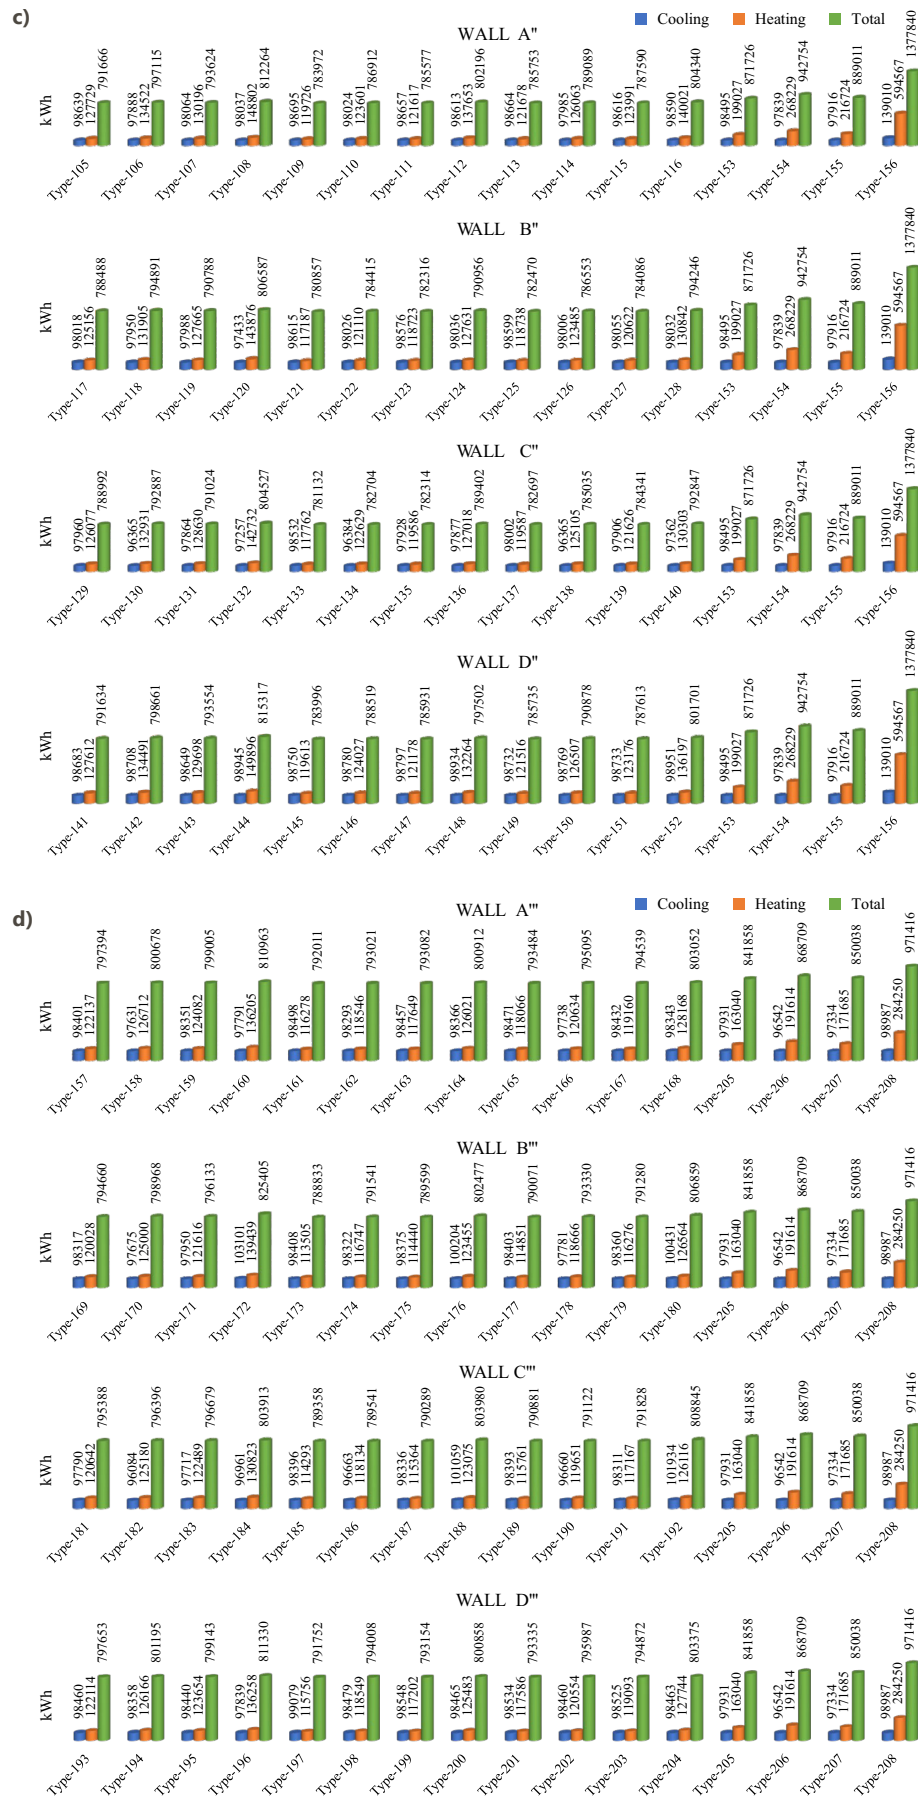 c)
Cooling Heating Total
WALL A"
kWh
98639 127729 791666
97888 134522 797115
98064 130196 793624
98037 148802 812264
98695 119726 783972
98024 123601 786912
98657 121617 785577
98613 137653 802196
98664 121678 785753
97985 126063 789089
98616 123991 787590
98590 140021 804340
98495 199027 871726
97839 268229 942754
97916 216724 889011
139010 594567 1377840
Type-105 Type-106 Type-107 Type-108 Type-109 Type-110 Type-111 Type-112 Type-113 Type-114 Type-115 Type-116 Type-153 Type-154 Type-155 Type-156
WALL B"
kWh
98018 125156 788488
97950 131905 794891
97988 127665 790788
97433 143876 806587
98615 117187 780857
98026 121110 784415
98576 118723 782316
98036 127631 790956
98599 118738 782470
98006 123485 786553
98055 120622 784086
98032 130842 794246
98495 199027 871726
97839 268229 942754
97916 216724 889011
139010 594567 1377840
Type-117 Type-118 Type-119 Type-120 Type-121 Type-122 Type-123 Type-124 Type-125 Type-126 Type-127 Type-128 Type-153 Type-154 Type-155 Type-156
WALL C"
kWh
97960 126077 788992
96365 132931 792887
97864 128630 791024
97257 142732 804527
98532 117762 781132
96384 122629 782704
97928 119586 782314
97877 127018 789402
98002 119587 782697
96365 125105 785035
97906 121626 784341
97362 130303 792847
98495 199027 871726
97839 268229 942754
97916 216724 889011
139010 594567 1377840
Type-129 Type-130 Type-131 Type-132 Type-133 Type-134 Type-135 Type-136 Type-137 Type-138 Type-139 Type-140 Type-153 Type-154 Type-155 Type-156
WALL D"
kWh
98683 127612 791634
98708 134491 798661
98649 129698 793554
98945 149896 815317
98750 119613 783996
98780 124027 788519
98797 121178 785931
98934 132264 797502
98732 121516 785735
98769 126507 790878
98733 123176 787613
98951 136197 801701
98495 199027 871726
97839 268229 942754
97916 216724 889011
139010 594567 1377840
Type-141 Type-142 Type-143 Type-144 Type-145 Type-146 Type-147 Type-148 Type-149 Type-150 Type-151 Type-152 Type-153 Type-154 Type-155 Type-156
d)
Cooling Heating Total
WALL A'"
kWh
98401 122137 797394
97631 126712 800678
98351 124082 799005
97791 136205 810963
98498 116278 792011
98293 118546 793021
98457 117649 793082
98366 126021 800912
98471 118066 793484
97738 120634 795095
98432 119160 794539
98343 128168 803052
97931 163040 841858
96542 191614 868709
97334 171685 850038
98987 284250 971416
Type-157 Type-158 Type-159 Type-160 Type-161 Type-162 Type-163 Type-164 Type-165 Type-166 Type-167 Type-168 Type-205 Type-206 Type-207 Type-208
WALL B'"
kWh
98317 120028 794660
97675 125000 798968
97950 121616 796133
103101 139439 825405
98408 113505 788833
98322 116747 791541
98375 114440 789599
100204 123455 802477
98403 114851 790071
97781 118666 793330
98360 116276 791280
100431 126564 806859
97931 163040 841858
96542 191614 868709
97334 171685 850038
98987 284250 971416
Type-169 Type-170 Type-171 Type-172 Type-173 Type-174 Type-175 Type-176 Type-177 Type-178 Type-179 Type-180 Type-205 Type-206 Type-207 Type-208
WALL C'"
kWh
97790 120642 795388
96084 125180 796396
97717 122489 796679
96961 130823 803913
98396 114293 789358
96663 118134 789541
98336 115364 790289
101059 123075 803980
98393 115761 790881
96660 119651 791122
98311 117167 791828
101934 126116 808845
97931 163040 841858
96542 191614 868709
97334 171685 850038
98987 284250 971416
Type-181 Type-182 Type-183 Type-184 Type-185 Type-186 Type-187 Type-188 Type-189 Type-190 Type-191 Type-192 Type-205 Type-206 Type-207 Type-208
WALL D'"
kWh
98460 122114 797653
98358 126166 801195
98440 123654 799143
97839 136258 811330
99079 115756 791752
98479 118549 794008
98548 117202 793154
98465 125483 800858
98534 117586 793335
98460 120554 795987
98525 119093 794872
98463 127744 803375
97931 163040 841858
96542 191614 868709
97334 171685 850038
98987 284250 971416
Type-193 Type-194 Type-195 Type-196 Type-197 Type-198 Type-199 Type-200 Type-201 Type-202 Type-203 Type-204 Type-205 Type-206 Type-207 Type-208